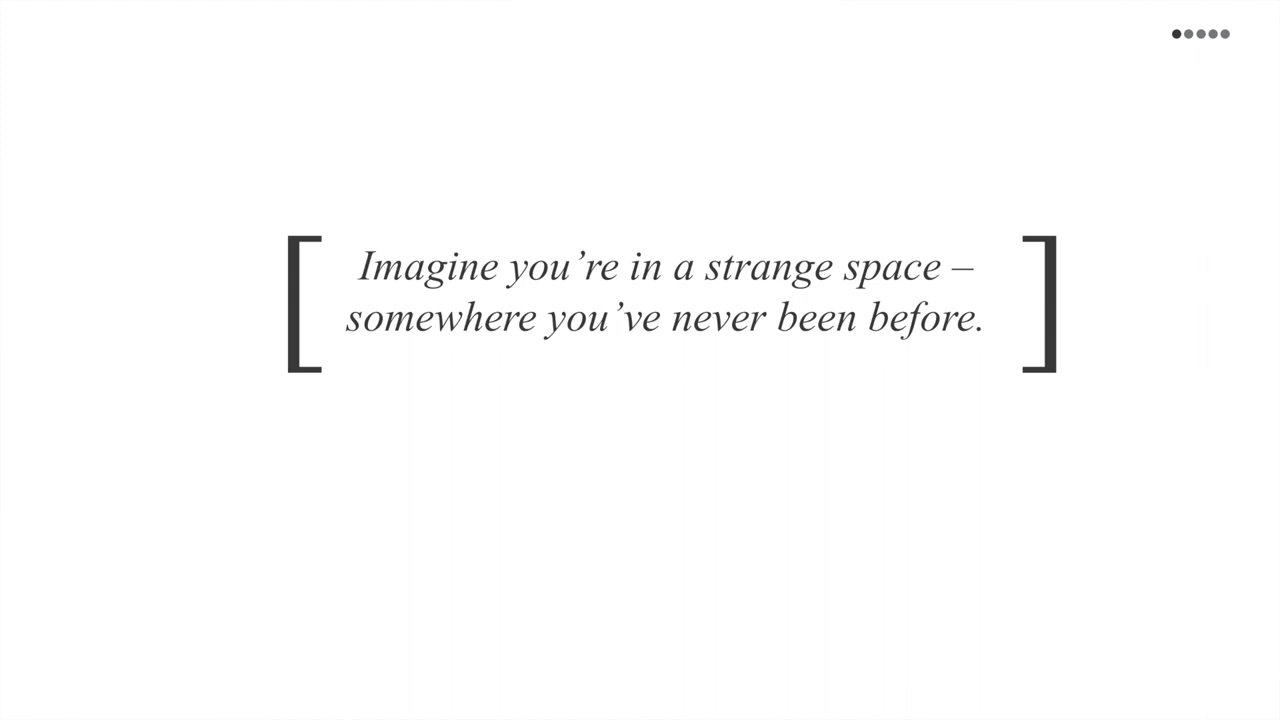 Imagine you’re in a strange space –
somewhere you’ve never been before.